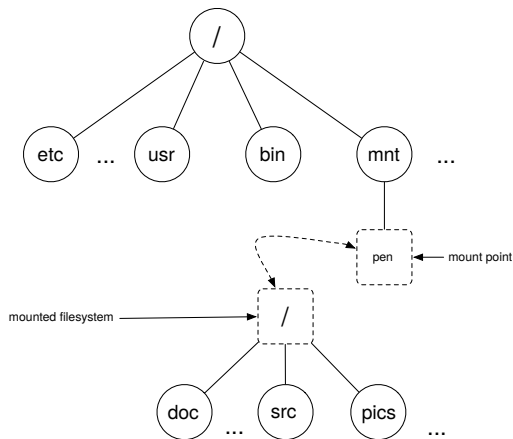 /
etc ... usr bin mnt ...
pen mount point
mounted filesystem /
doc ... src pics ...